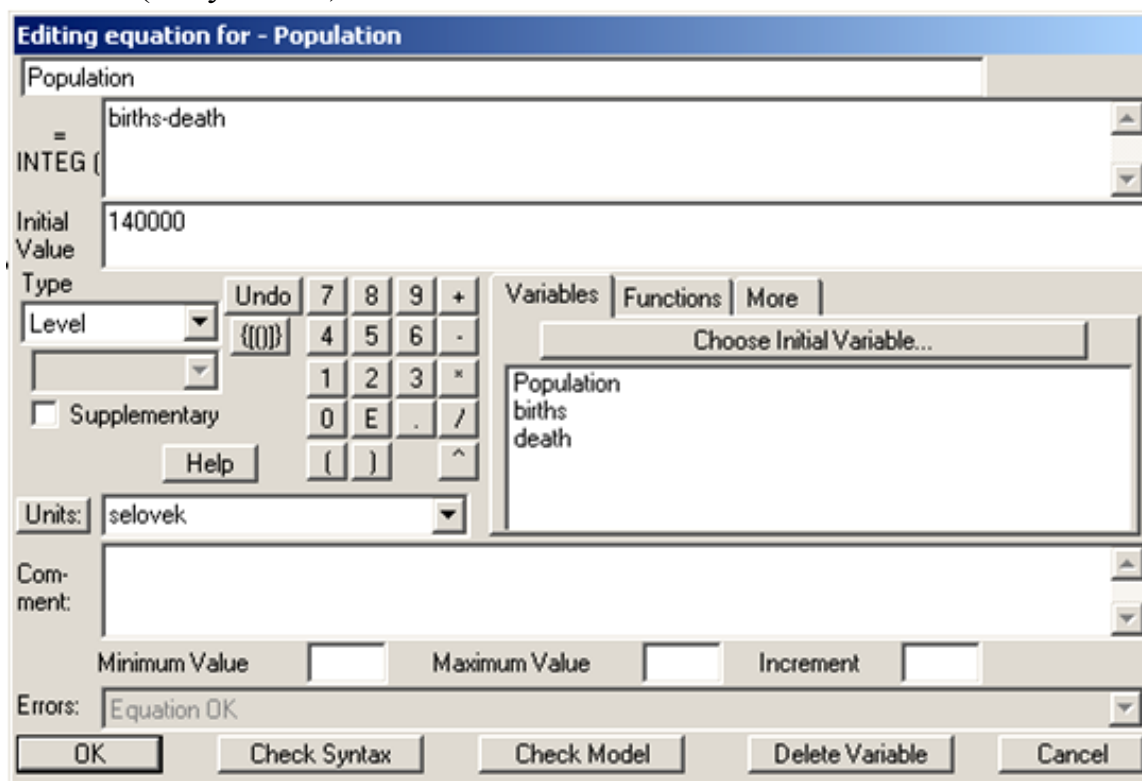 Editing equation for - Population
Population
= INTEG (
births-death
Initial Value
140000
Type
Level
Undo
{[()]}
7 8 9 +
4 5 6 -
1 2 3 *
0 E . /
( ) ^
Supplementary
Help
Variables Functions More
Choose Initial Variable...
Population
births
death
Units: selovek
Com-
ment:
Minimum Value Maximum Value Increment
Errors: Equation OK
OK Check Syntax Check Model Delete Variable Cancel